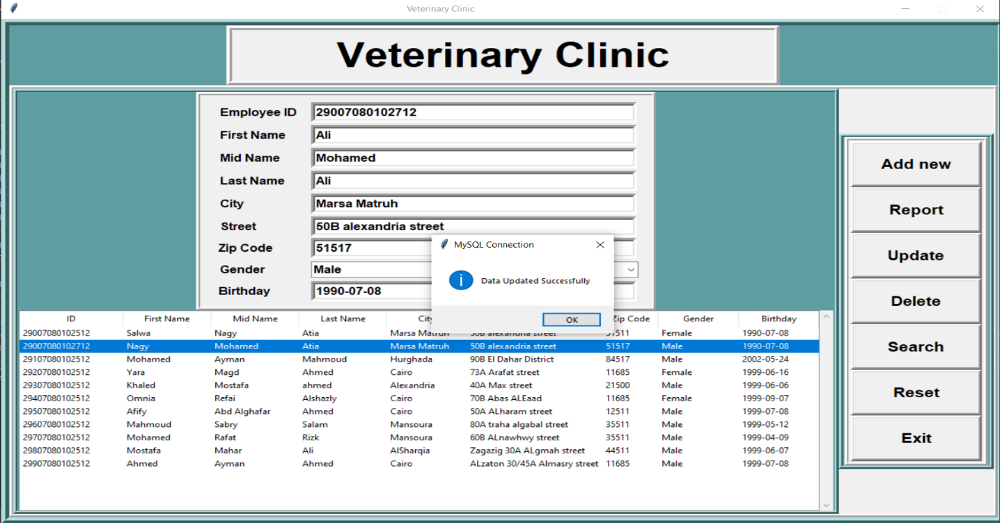 Veterinary Clinic
Veterinary Clinic
Employee ID 29007080102712
First Name Ali
Mid Name Mohamed
Last Name Ali
City Marsa Matruh
Street 50B alexandria street
Zip Code 51517
Gender Male
Birthday 1990-07-08
MySQL Connection
Data Updated Successfully
OK
Add new
Report
Update
Delete
Search
Reset
Exit
ID First Name Mid Name Last Name Zip Code Gender Birthday
29007080102512 Salwa Nagy Atia Marsa Matruh 50B alexandria street 51511 Female 1990-07-08
29007080102712 Nagy Mohamed Atia Marsa Matruh 50B alexandria street 51517 Male 1990-07-08
29107080102512 Mohamed Ayman Mahmoud Hurghada 90B El Dahar District 84517 Male 2002-05-24
29207080102512 Yara Magd Ahmed Cairo 73A Arafat street 11685 Female 1999-06-16
29307080102512 Khaled Mostafa ahmed Alexandria 40A Max street 21500 Male 1999-06-06
29407080102512 Omnia Refai Alshazly Cairo 70B Abas ALEaad 11685 Female 1999-09-07
29507080102512 Afify Abd Alghafar Ahmed Cairo 50A ALharam street 12511 Male 1999-07-08
29607080102512 Mahmoud Sabry Salam Mansoura 80A traha algabal street 35511 Male 1999-05-12
29707080102512 Mohamed Rafat Rizk Mansoura 60B ALnawhwy street 35511 Male 1999-04-09
29807080102512 Mostafa Mahar Ali AlSharqia Zagazig 30A ALgmah street 44511 Male 1999-06-07
29907080102512 Ahmed Ayman Ahmed Cairo ALzaton 30/45A Almasry street 11685 Male 1999-07-08